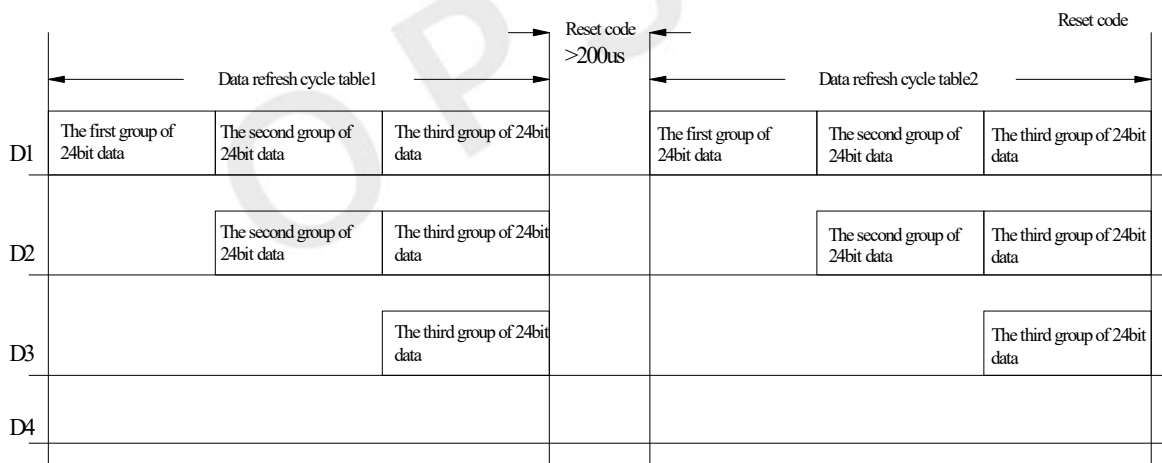 Reset code
>200us
Reset code
Data refresh cycle table1
Data refresh cycle table2
D1
The first group of
24bit data
The second group of
24bit data
The third group of 24bit
data
The first group of
24bit data
The second group of
24bit data
The third group of 24bit
data
D2
The second group of
24bit data
The third group of 24bit
data
The second group of
24bit data
The third group of 24bit
data
D3
The third group of 24bit
data
The third group of 24bit
data
D4